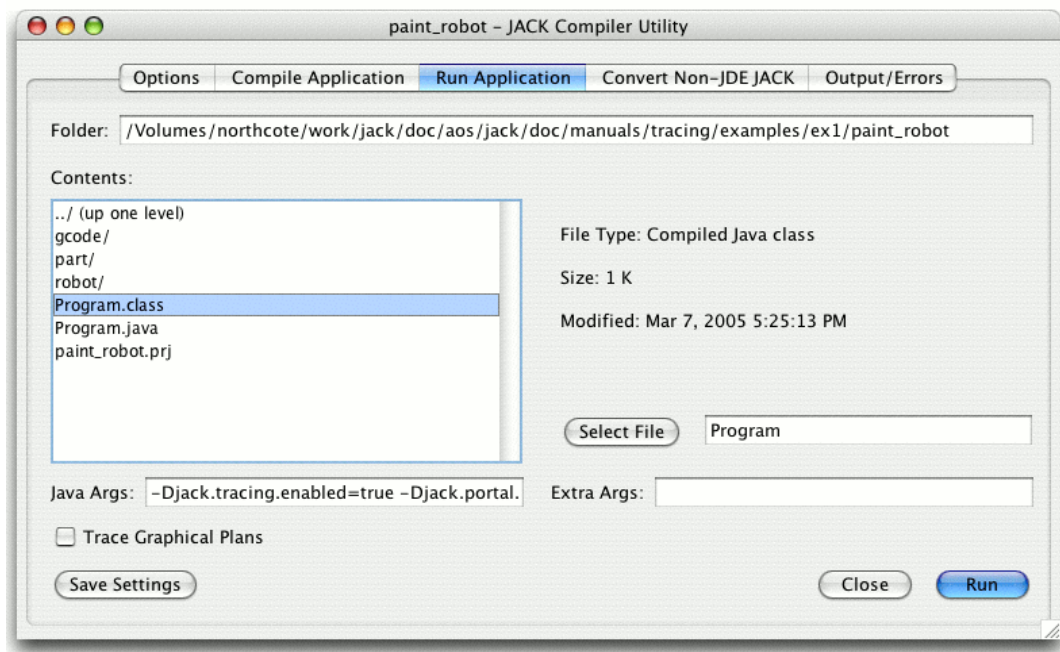 paint_robot – JACK Compiler Utility
Options Compile Application Run Application Convert Non-JDE JACK Output/Errors
Folder: /Volumes/northcote/work/jack/doc/aos/jack/doc/manuals/tracing/examples/ex1/paint_robot
Contents:
../ (up one level)
gcode/
part/
robot/
Program.class
Program.java
paint_robot.prj
File Type: Compiled Java class
Size: 1 K
Modified: Mar 7, 2005 5:25:13 PM
Select File Program
Java Args: -Djack.tracing.enabled=true -Djack.portal. Extra Args:
Trace Graphical Plans
Save Settings Close Run